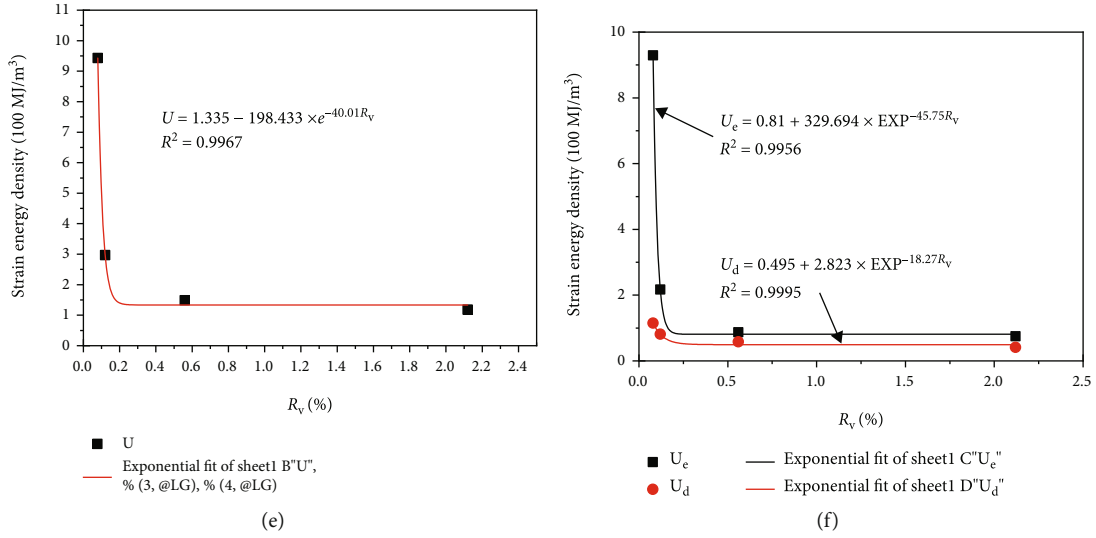 11
10
9
8
7
6
5
4
3
2
1
0
Strain energy density (100 MJ/m³)
U = 1.335 − 198.433 ×e^−40.01Rᵥ
R² = 0.9967
0.0 0.2 0.4 0.6 0.8 1.0 1.2 1.4 1.6 1.8 2.0 2.2 2.4
Rᵥ (%)
U
Exponential fit of sheet1 B"U",
% (3, @LG), % (4, @LG)
(e)
10
8
6
4
2
0
Strain energy density (100 MJ/m³)
Uₑ = 0.81 + 329.694 × EXP^−45.75Rᵥ
R² = 0.9956
U_d = 0.495 + 2.823 × EXP^−18.27Rᵥ
R² = 0.9995
0.0 0.5 1.0 1.5 2.0 2.5
Rᵥ (%)
Uₑ Exponential fit of sheet1 C"Uₑ"
U_d Exponential fit of sheet1 D"U_d"
(f)